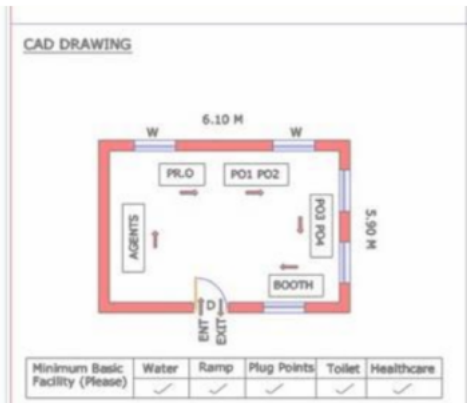 CAD DRAWING
6.10 M
W W
PR.O PO1 PO2
AGENTS
PO3 PO4
5.90 M
BOOTH
D
ENT
EXIT
Minimum Basic Facility (Please) Water Ramp Plug Points Toilet Healthcare